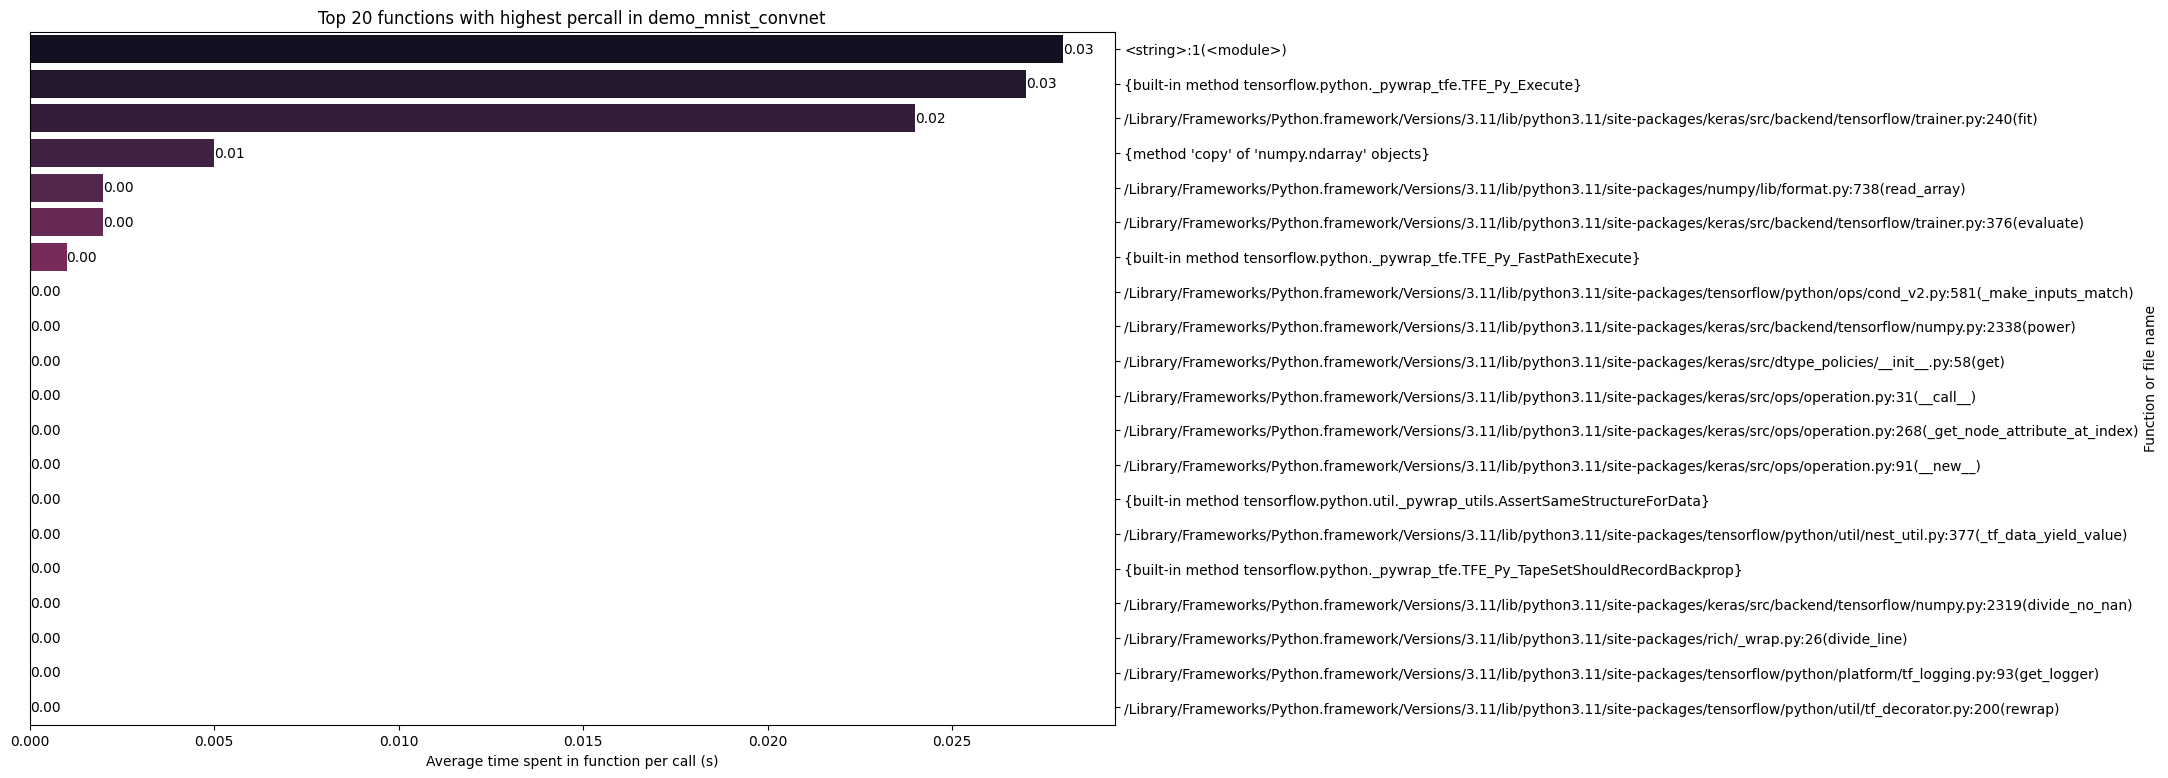 Top 20 functions with highest percall in demo_mnist_convnet
0.03 <string>:1(<module>)
0.03 {built-in method tensorflow.python._pywrap_tfe.TFE_Py_Execute}
0.02 /Library/Frameworks/Python.framework/Versions/3.11/lib/python3.11/site-packages/keras/src/backend/tensorflow/trainer.py:240(fit)
0.01 {method 'copy' of 'numpy.ndarray' objects}
0.00 /Library/Frameworks/Python.framework/Versions/3.11/lib/python3.11/site-packages/numpy/lib/format.py:738(read_array)
0.00 /Library/Frameworks/Python.framework/Versions/3.11/lib/python3.11/site-packages/keras/src/backend/tensorflow/trainer.py:376(evaluate)
0.00 {built-in method tensorflow.python._pywrap_tfe.TFE_Py_FastPathExecute}
0.00 /Library/Frameworks/Python.framework/Versions/3.11/lib/python3.11/site-packages/tensorflow/python/ops/cond_v2.py:581(_make_inputs_match)
0.00 /Library/Frameworks/Python.framework/Versions/3.11/lib/python3.11/site-packages/keras/src/backend/tensorflow/numpy.py:2338(power)
0.00 /Library/Frameworks/Python.framework/Versions/3.11/lib/python3.11/site-packages/keras/src/dtype_policies/__init__.py:58(get)
0.00 /Library/Frameworks/Python.framework/Versions/3.11/lib/python3.11/site-packages/keras/src/ops/operation.py:31(__call__)
0.00 /Library/Frameworks/Python.framework/Versions/3.11/lib/python3.11/site-packages/keras/src/ops/operation.py:268(_get_node_attribute_at_index)
0.00 /Library/Frameworks/Python.framework/Versions/3.11/lib/python3.11/site-packages/keras/src/ops/operation.py:91(__new__)
0.00 {built-in method tensorflow.python.util._pywrap_utils.AssertSameStructureForData}
0.00 /Library/Frameworks/Python.framework/Versions/3.11/lib/python3.11/site-packages/tensorflow/python/util/nest_util.py:377(_tf_data_yield_value)
0.00 {built-in method tensorflow.python._pywrap_tfe.TFE_Py_TapeSetShouldRecordBackprop}
0.00 /Library/Frameworks/Python.framework/Versions/3.11/lib/python3.11/site-packages/keras/src/backend/tensorflow/numpy.py:2319(divide_no_nan)
0.00 /Library/Frameworks/Python.framework/Versions/3.11/lib/python3.11/site-packages/rich/_wrap.py:26(divide_line)
0.00 /Library/Frameworks/Python.framework/Versions/3.11/lib/python3.11/site-packages/tensorflow/python/platform/tf_logging.py:93(get_logger)
0.00 /Library/Frameworks/Python.framework/Versions/3.11/lib/python3.11/site-packages/tensorflow/python/util/tf_decorator.py:200(rewrap)
0.000 0.005 0.010 0.015 0.020 0.025
Average time spent in function per call (s)
Function or file name